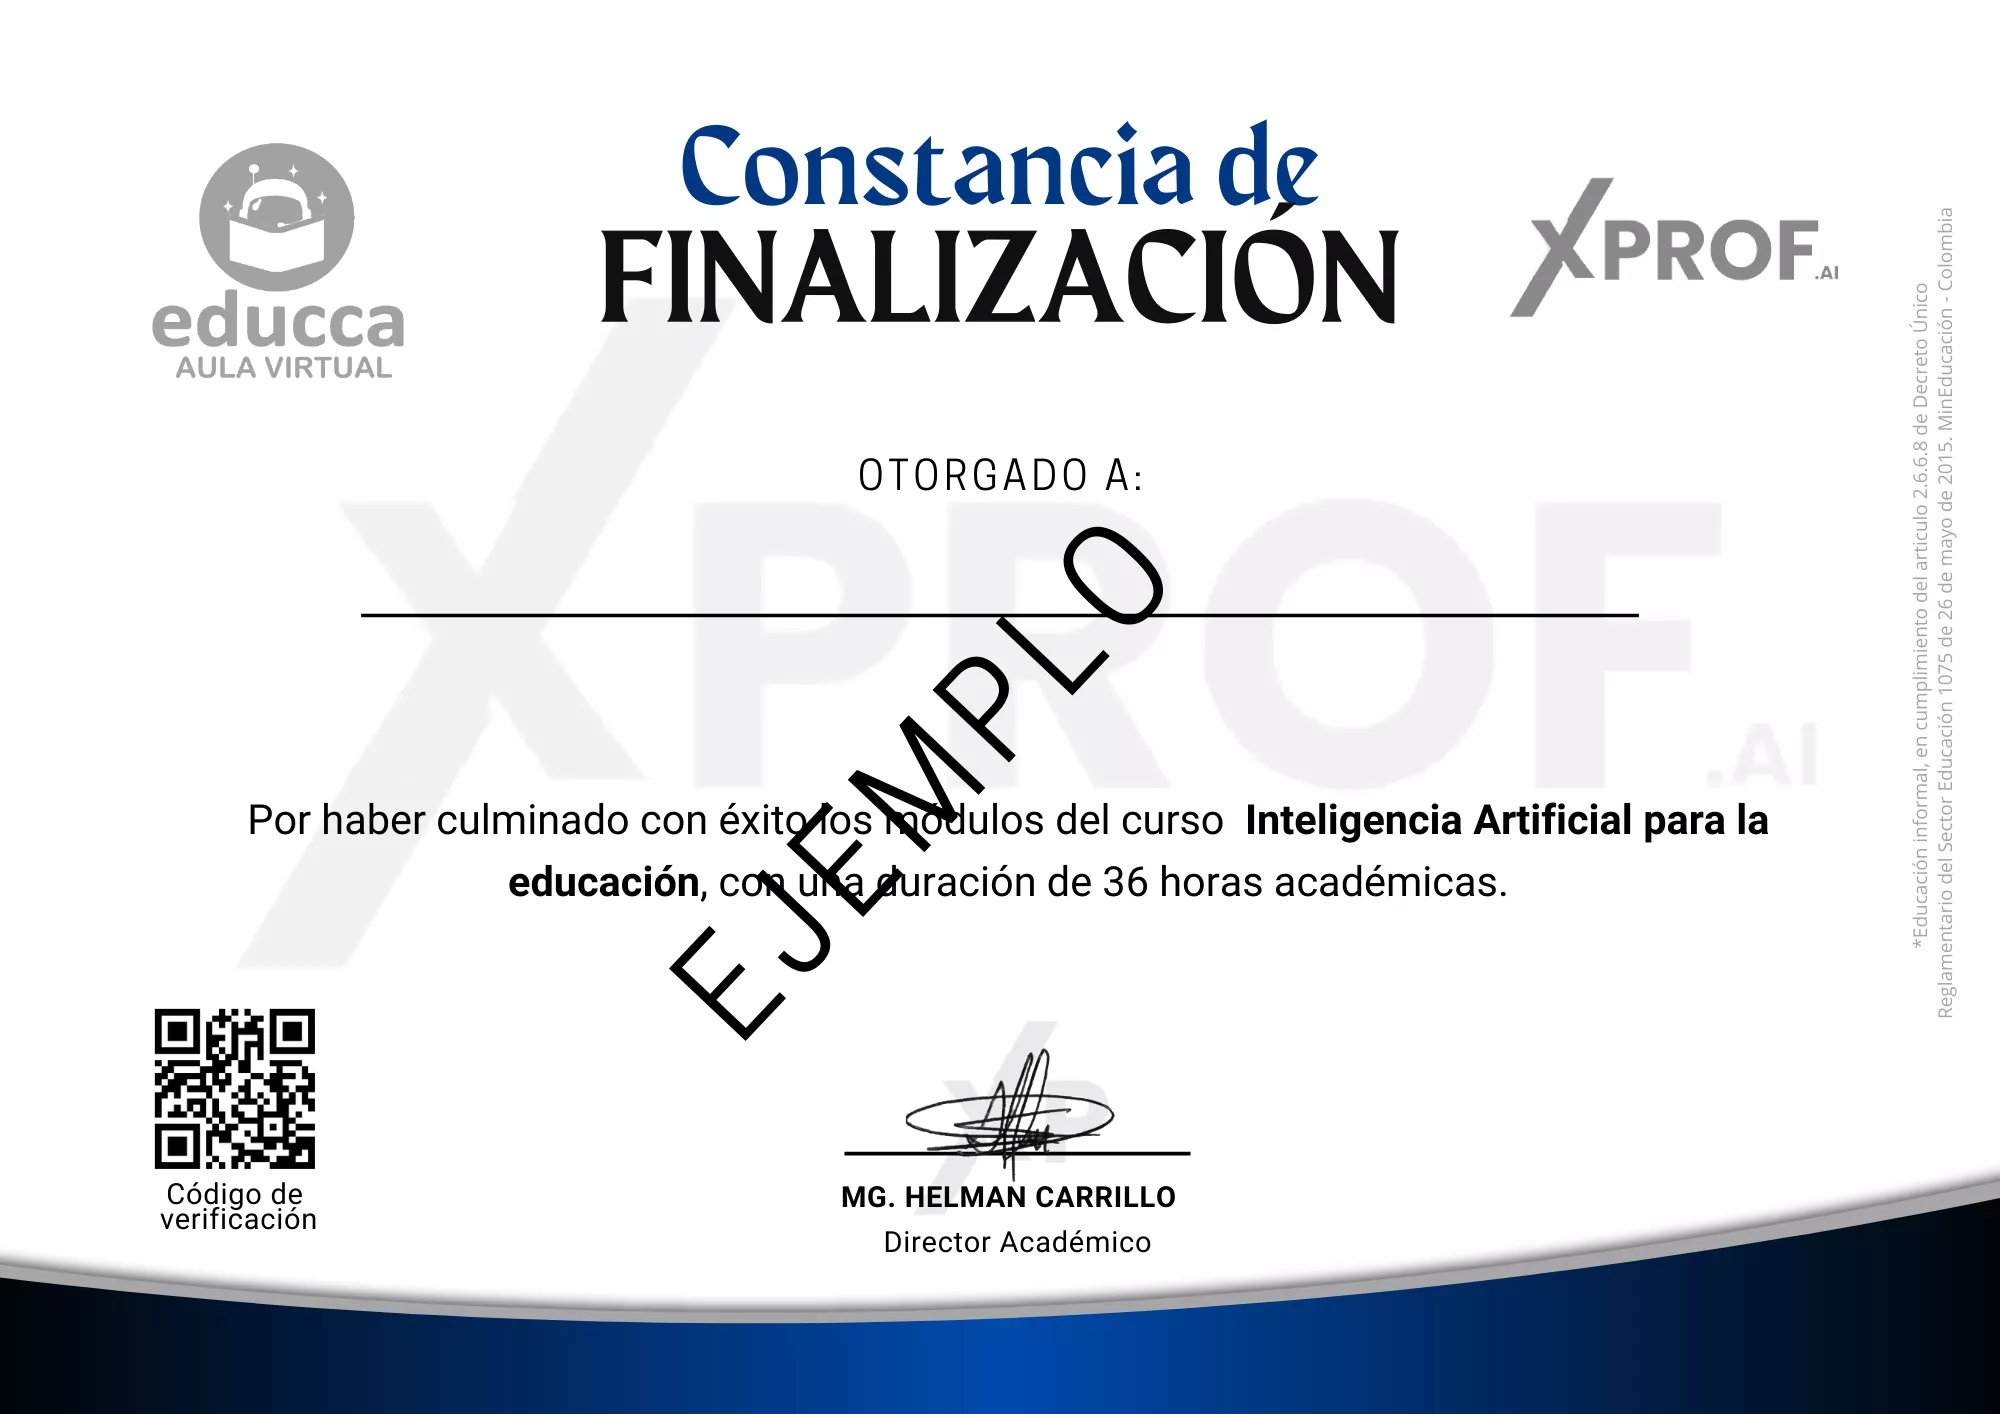 Constancia de
FINALIZACIÓN
educca
AULA VIRTUAL
XPROF.AI
OTORGADO A:
XPROF.AI
EJEMPLO
Por haber culminado con éxito los módulos del curso Inteligencia Artificial para la
educación, con una duración de 36 horas académicas.
Código de
verificación
XP
MG. HELMAN CARRILLO
Director Académico
*Educación informal, en cumplimiento del articulo 2.6.6.8 de Decreto Único
Reglamentario del Sector Educación 1075 de 26 de mayo de 2015. MinEducación - Colombia